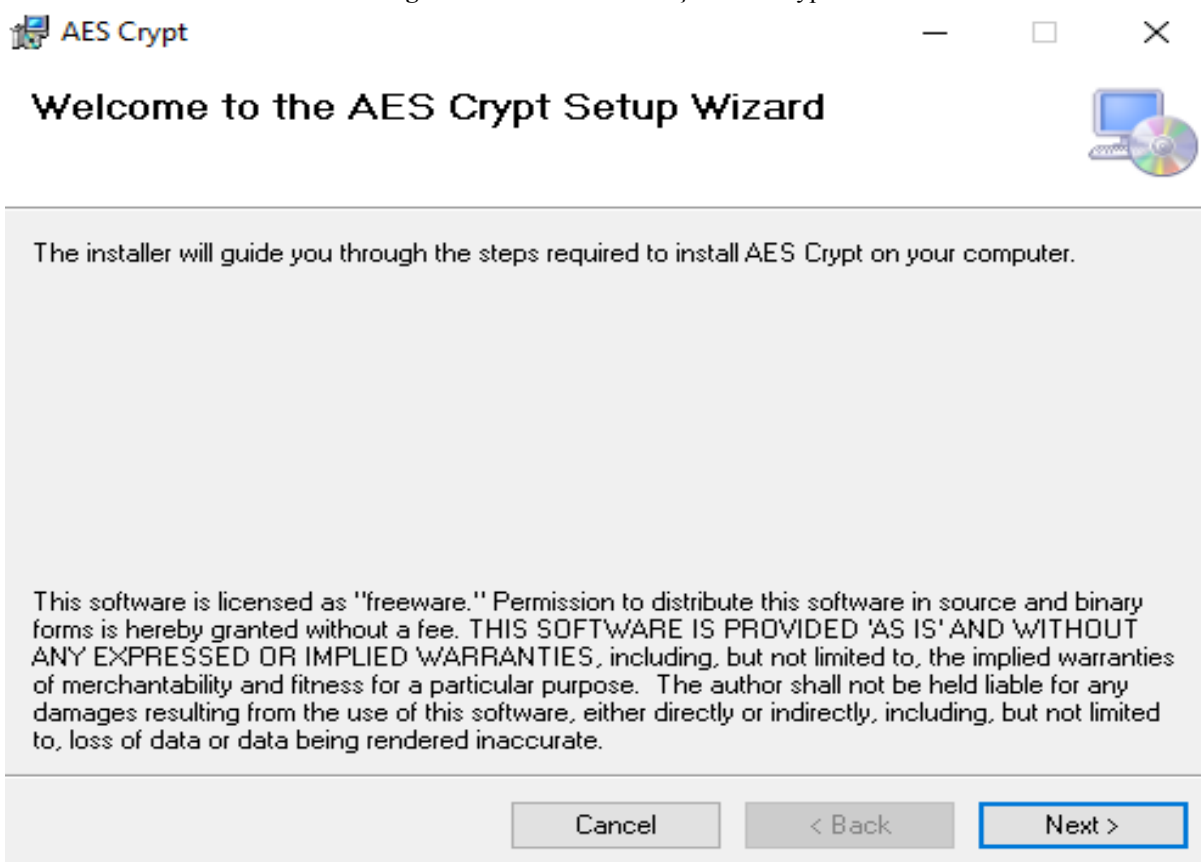 AES Crypt
Welcome to the AES Crypt Setup Wizard
The installer will guide you through the steps required to install AES Crypt on your computer.
This software is licensed as "freeware." Permission to distribute this software in source and binary
forms is hereby granted without a fee. THIS SOFTWARE IS PROVIDED 'AS IS' AND WITHOUT
ANY EXPRESSED OR IMPLIED WARRANTIES, including, but not limited to, the implied warranties
of merchantability and fitness for a particular purpose.  The author shall not be held liable for any
damages resulting from the use of this software, either directly or indirectly, including, but not limited
to, loss of data or data being rendered inaccurate.
Cancel
< Back
Next >